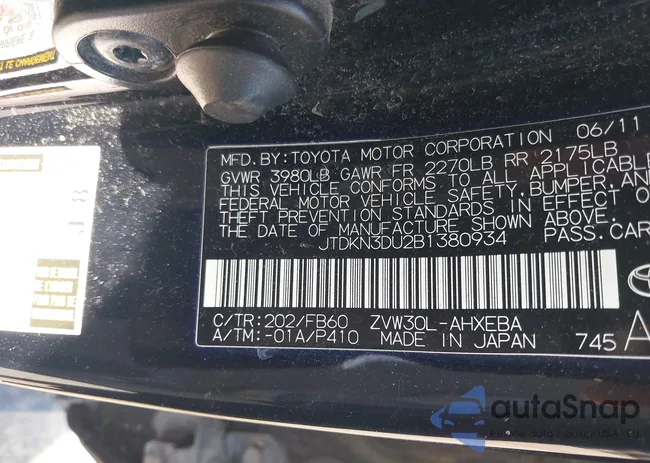 MFD.BY:TOYOTA MOTOR CORPORATION 06/11
GVWR 3980LB GAWR FR 2270LB RR 2175LB
THIS VEHICLE CONFORMS TO ALL APPLICABLE
FEDERAL MOTOR VEHICLE SAFETY,BUMPER,AND
THEFT PREVENTION STANDARDS IN EFFECT O
THE DATE OF MANUFACTURE SHOWN ABOVE.
JTDKN3DU2B1380934 PASS.CAR
C/TR:202/FB60 ZVW30L-AHXEBA
A/TM:-01A/P410 MADE IN JAPAN 745 A
autaSnap